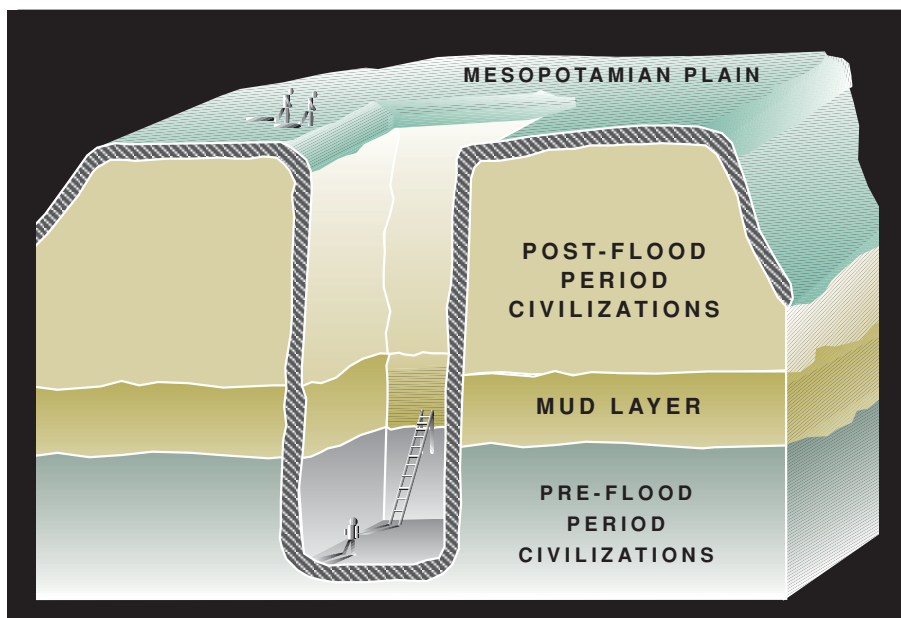 MESOPOTAMIAN PLAIN
POST-FLOOD
PERIOD
CIVILIZATIONS
MUD LAYER
PRE-FLOOD
PERIOD
CIVILIZATIONS